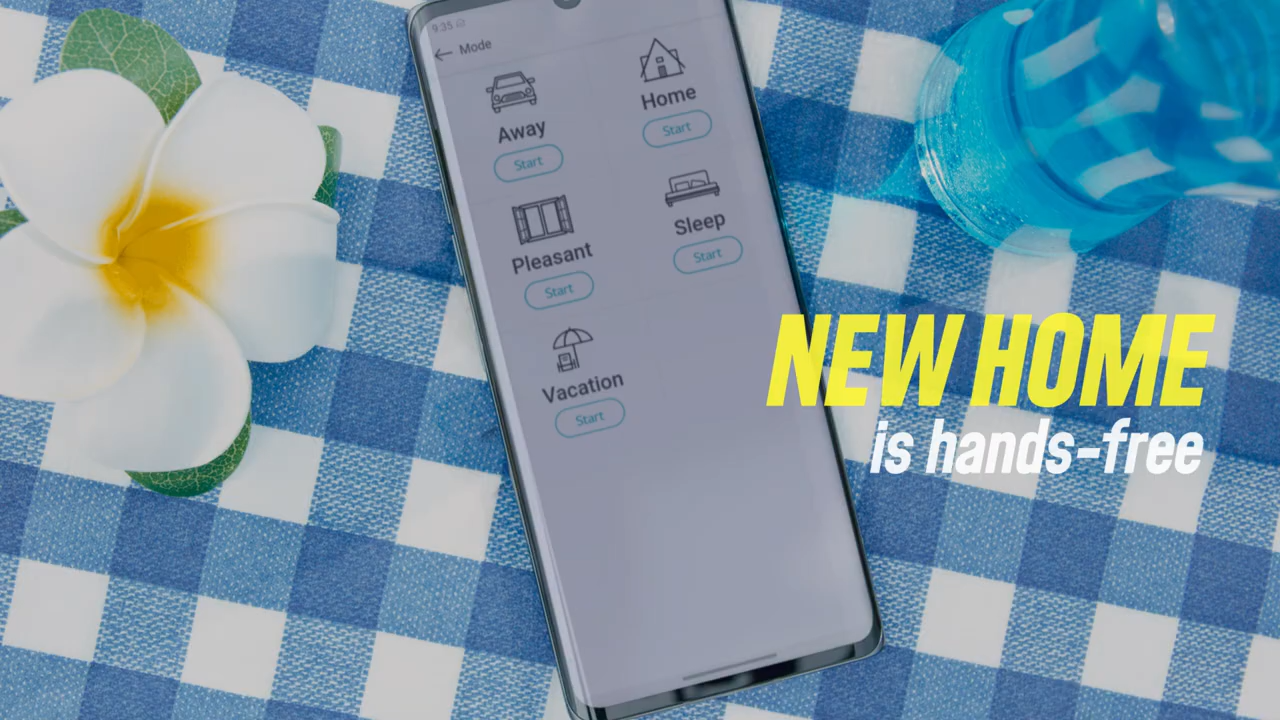 9:35
← Mode
Away
Start
Home
Start
Pleasant
Start
Sleep
Start
Vacation
Start
NEW HOME
is hands-free